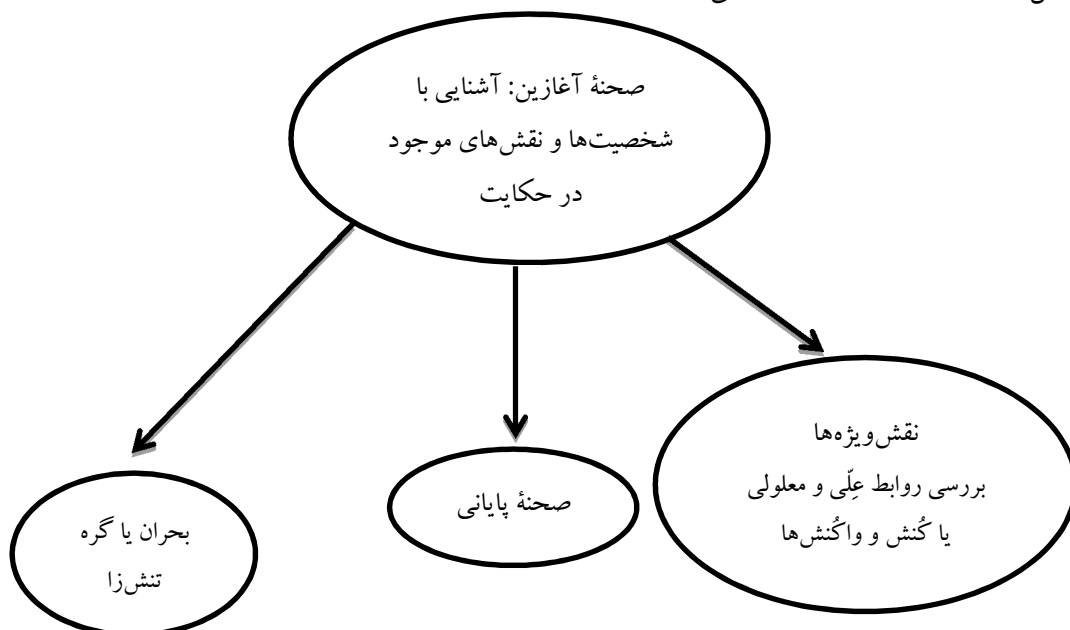 صحنهٔ آغازین: آشنایی با
شخصیت‌ها و نقش‌های موجود
در حکایت
نقش‌ویژه‌ها
بررسی روابط عِلّی و معلولی
یا کُنش و واکُنش‌ها
صحنهٔ پایانی
بحران یا گره
تنش‌زا